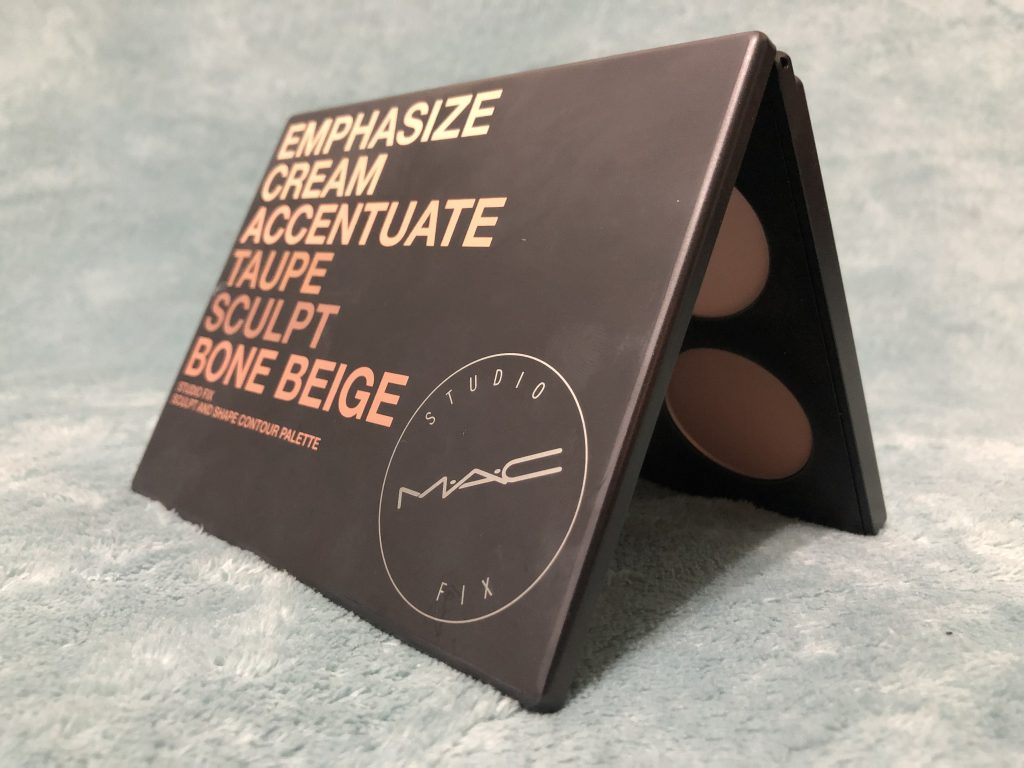 EMPHASIZE
CREAM
ACCENTUATE
TAUPE
SCULPT
BONE BEIGE
STUDIO FIX
SCULPT AND SHAPE CONTOUR PALETTE
STUDIO
M·A·C
FIX